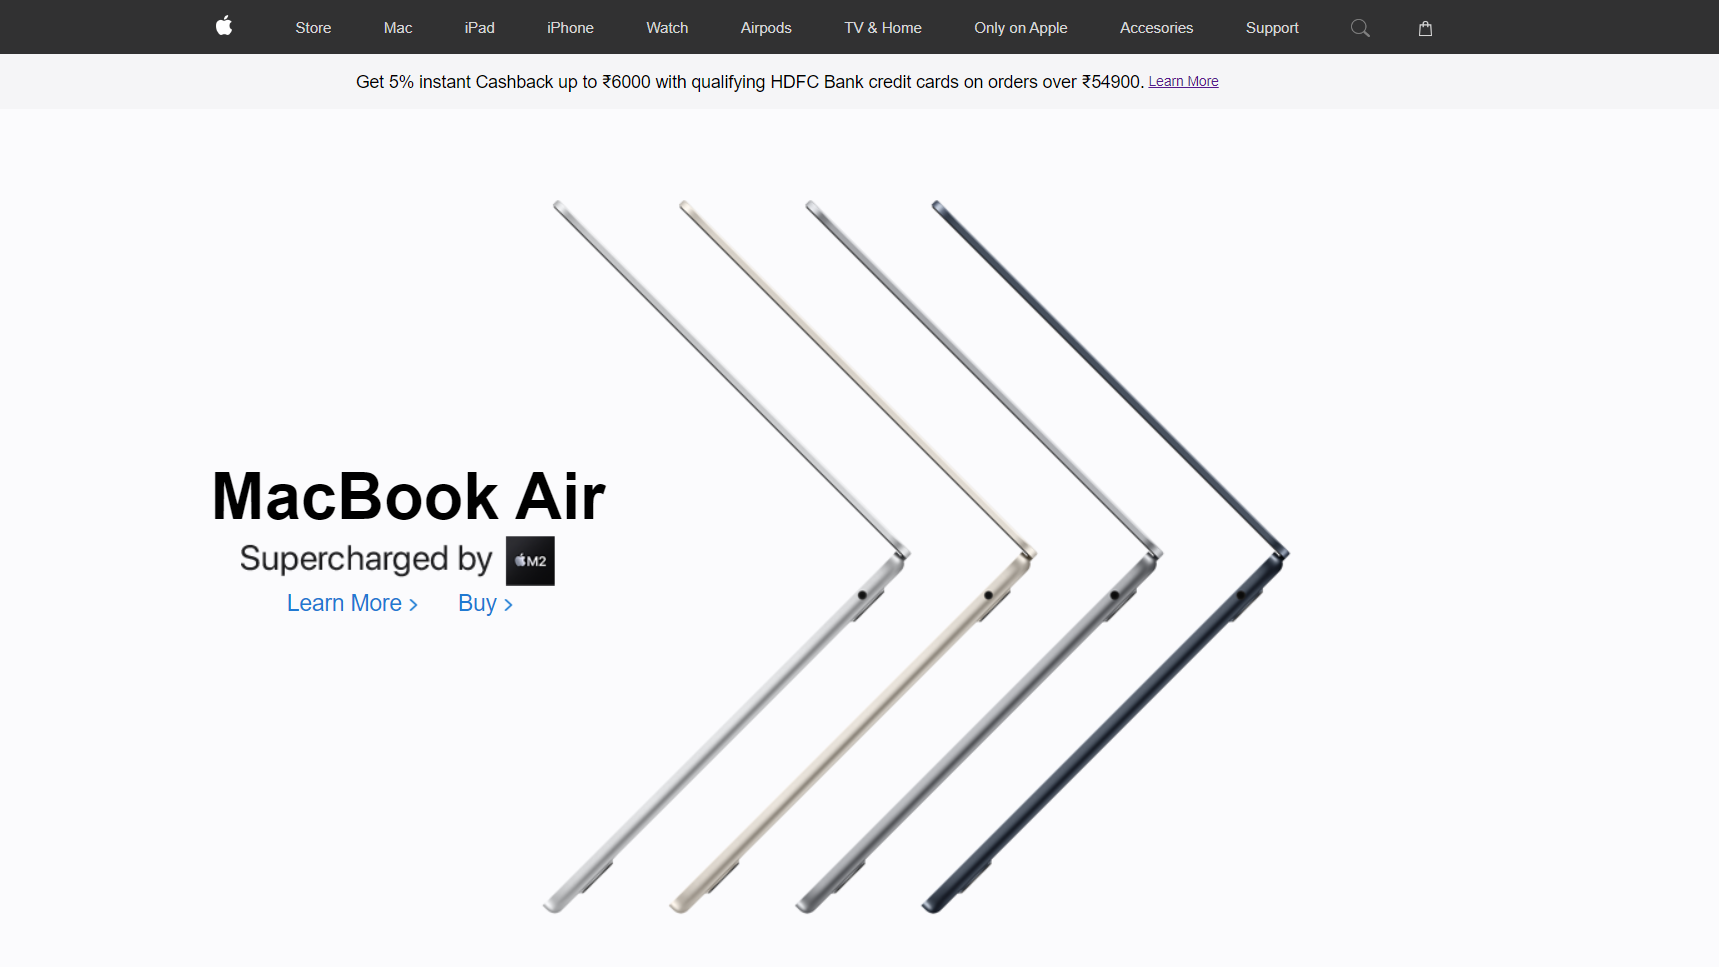 Store Mac iPad iPhone Watch Airpods TV & Home Only on Apple Accesories Support
Get 5% instant Cashback up to ₹6000 with qualifying HDFC Bank credit cards on orders over ₹54900. Learn More
MacBook Air
Supercharged by M2
Learn More > Buy >